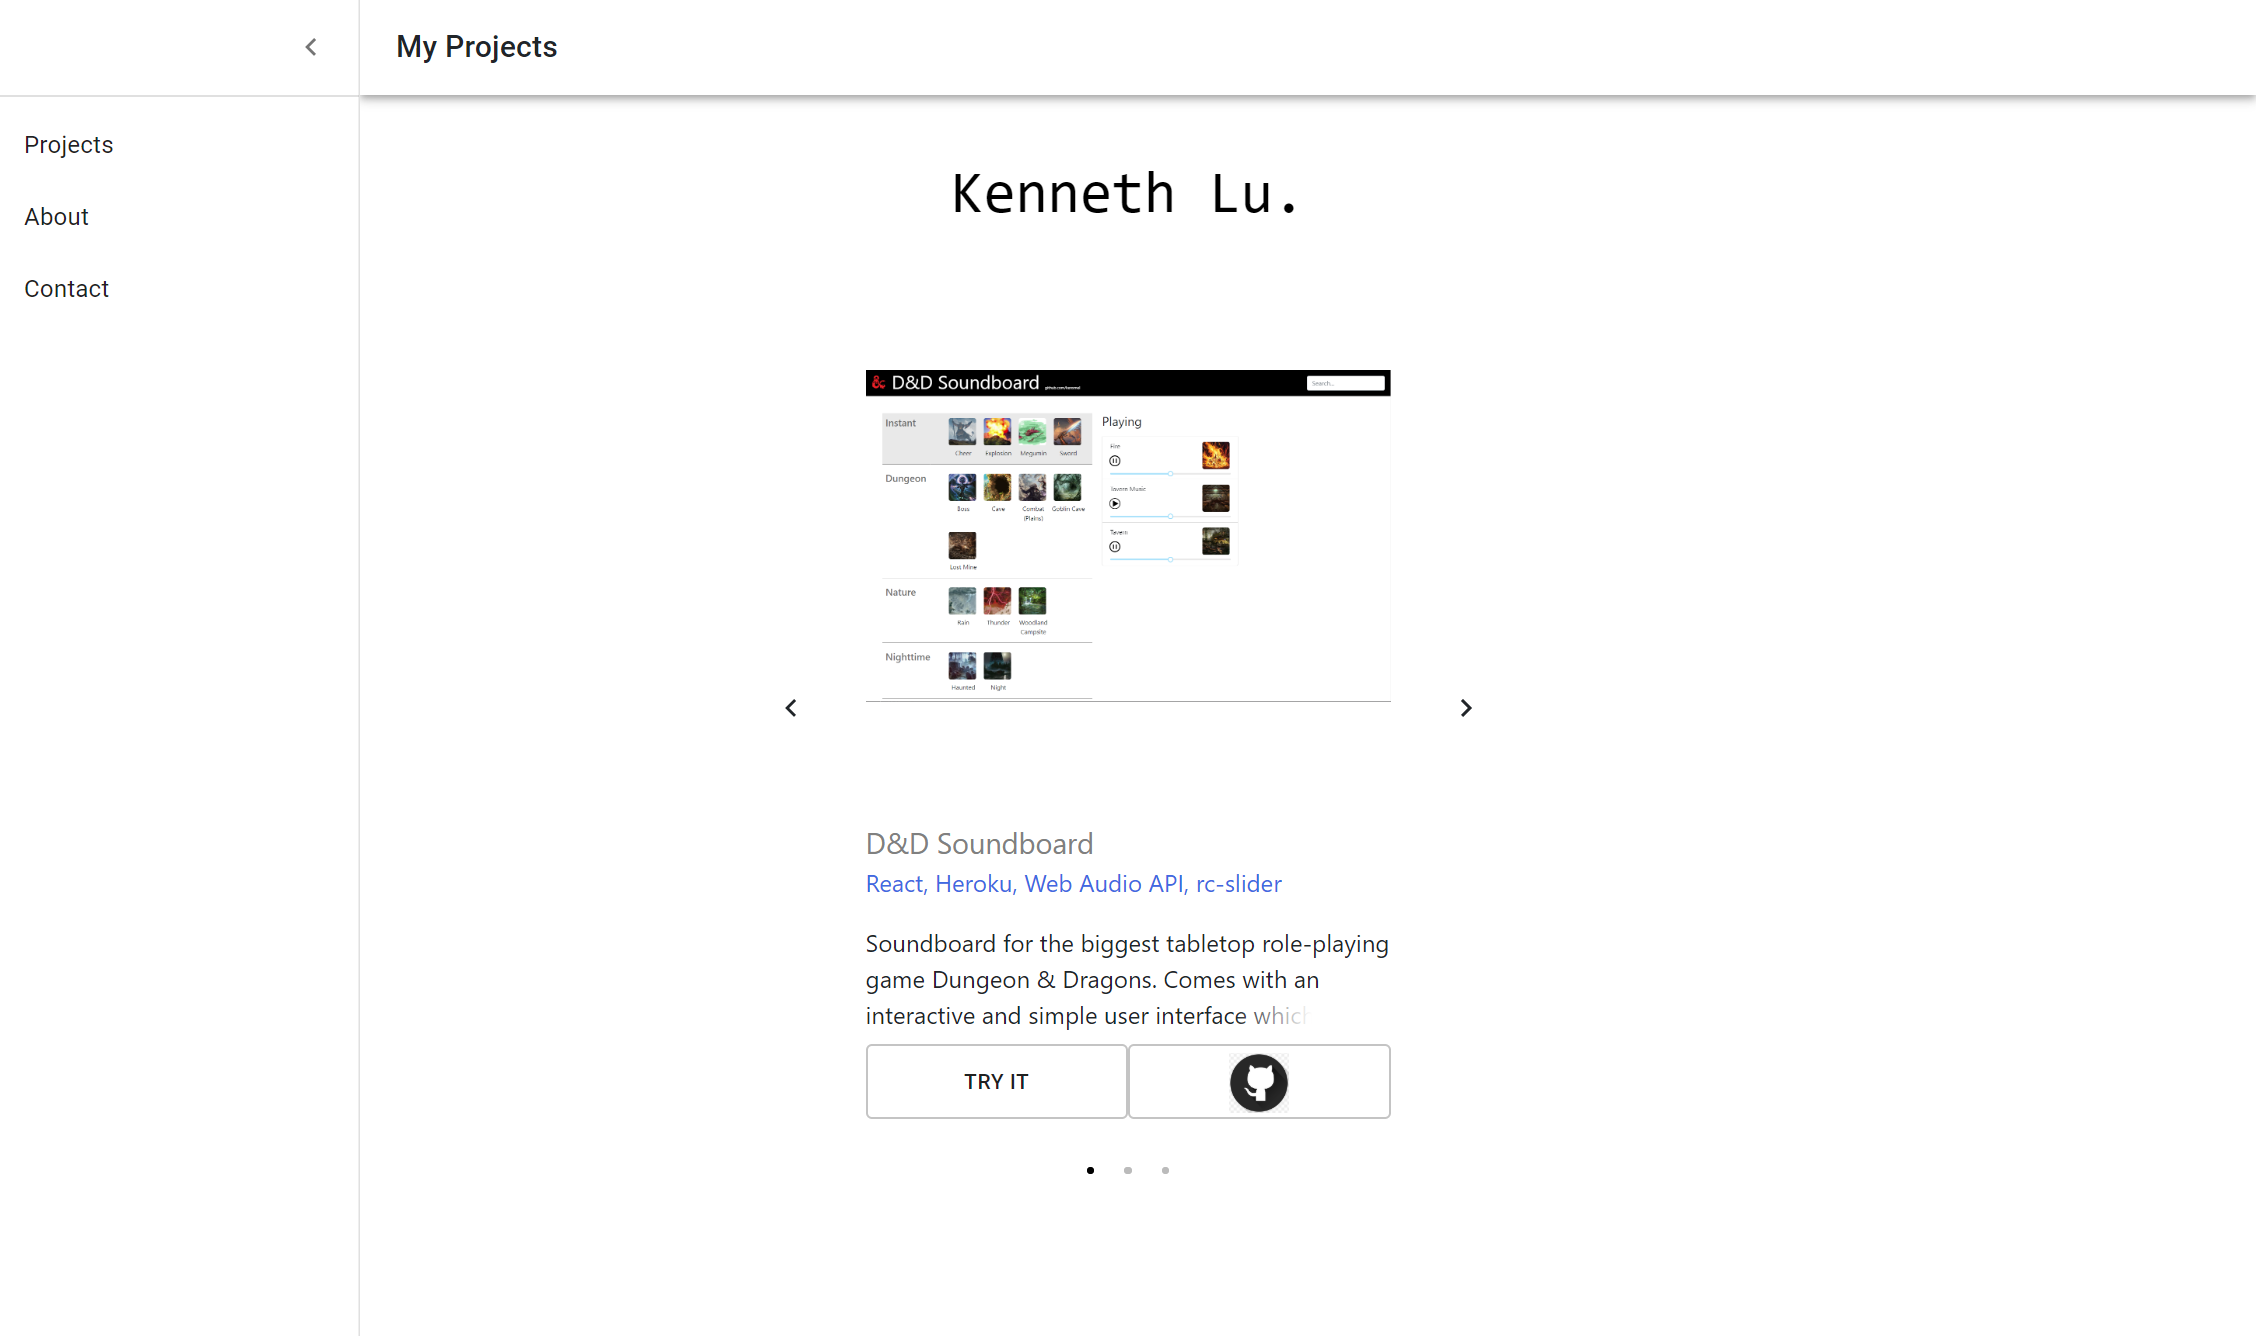 My Projects
Projects
About
Contact
Kenneth Lu.
& D&D Soundboard
Search...
Instant
Cheer Explosion Megumin Sword
Dungeon
Boss Cave Combat (Plains) Goblin Cave
Lost Mine
Nature
Rain Thunder Woodland Campsite
Nighttime
Haunted Night
Playing
Fire
Tavern Music
Tavern
D&D Soundboard
React, Heroku, Web Audio API, rc-slider
Soundboard for the biggest tabletop role-playing
game Dungeon & Dragons. Comes with an
interactive and simple user interface which
TRY IT